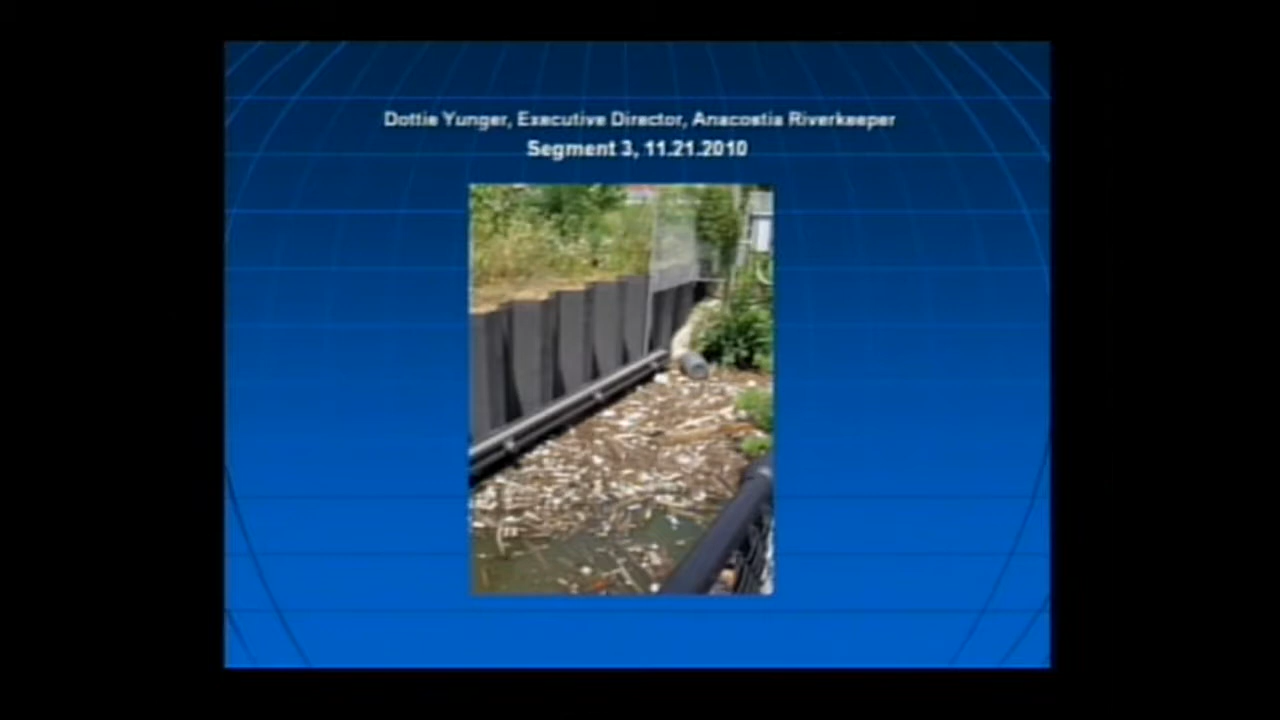 Dottie Yunger, Executive Director, Anacostia Riverkeeper
Segment 3, 11.21.2010